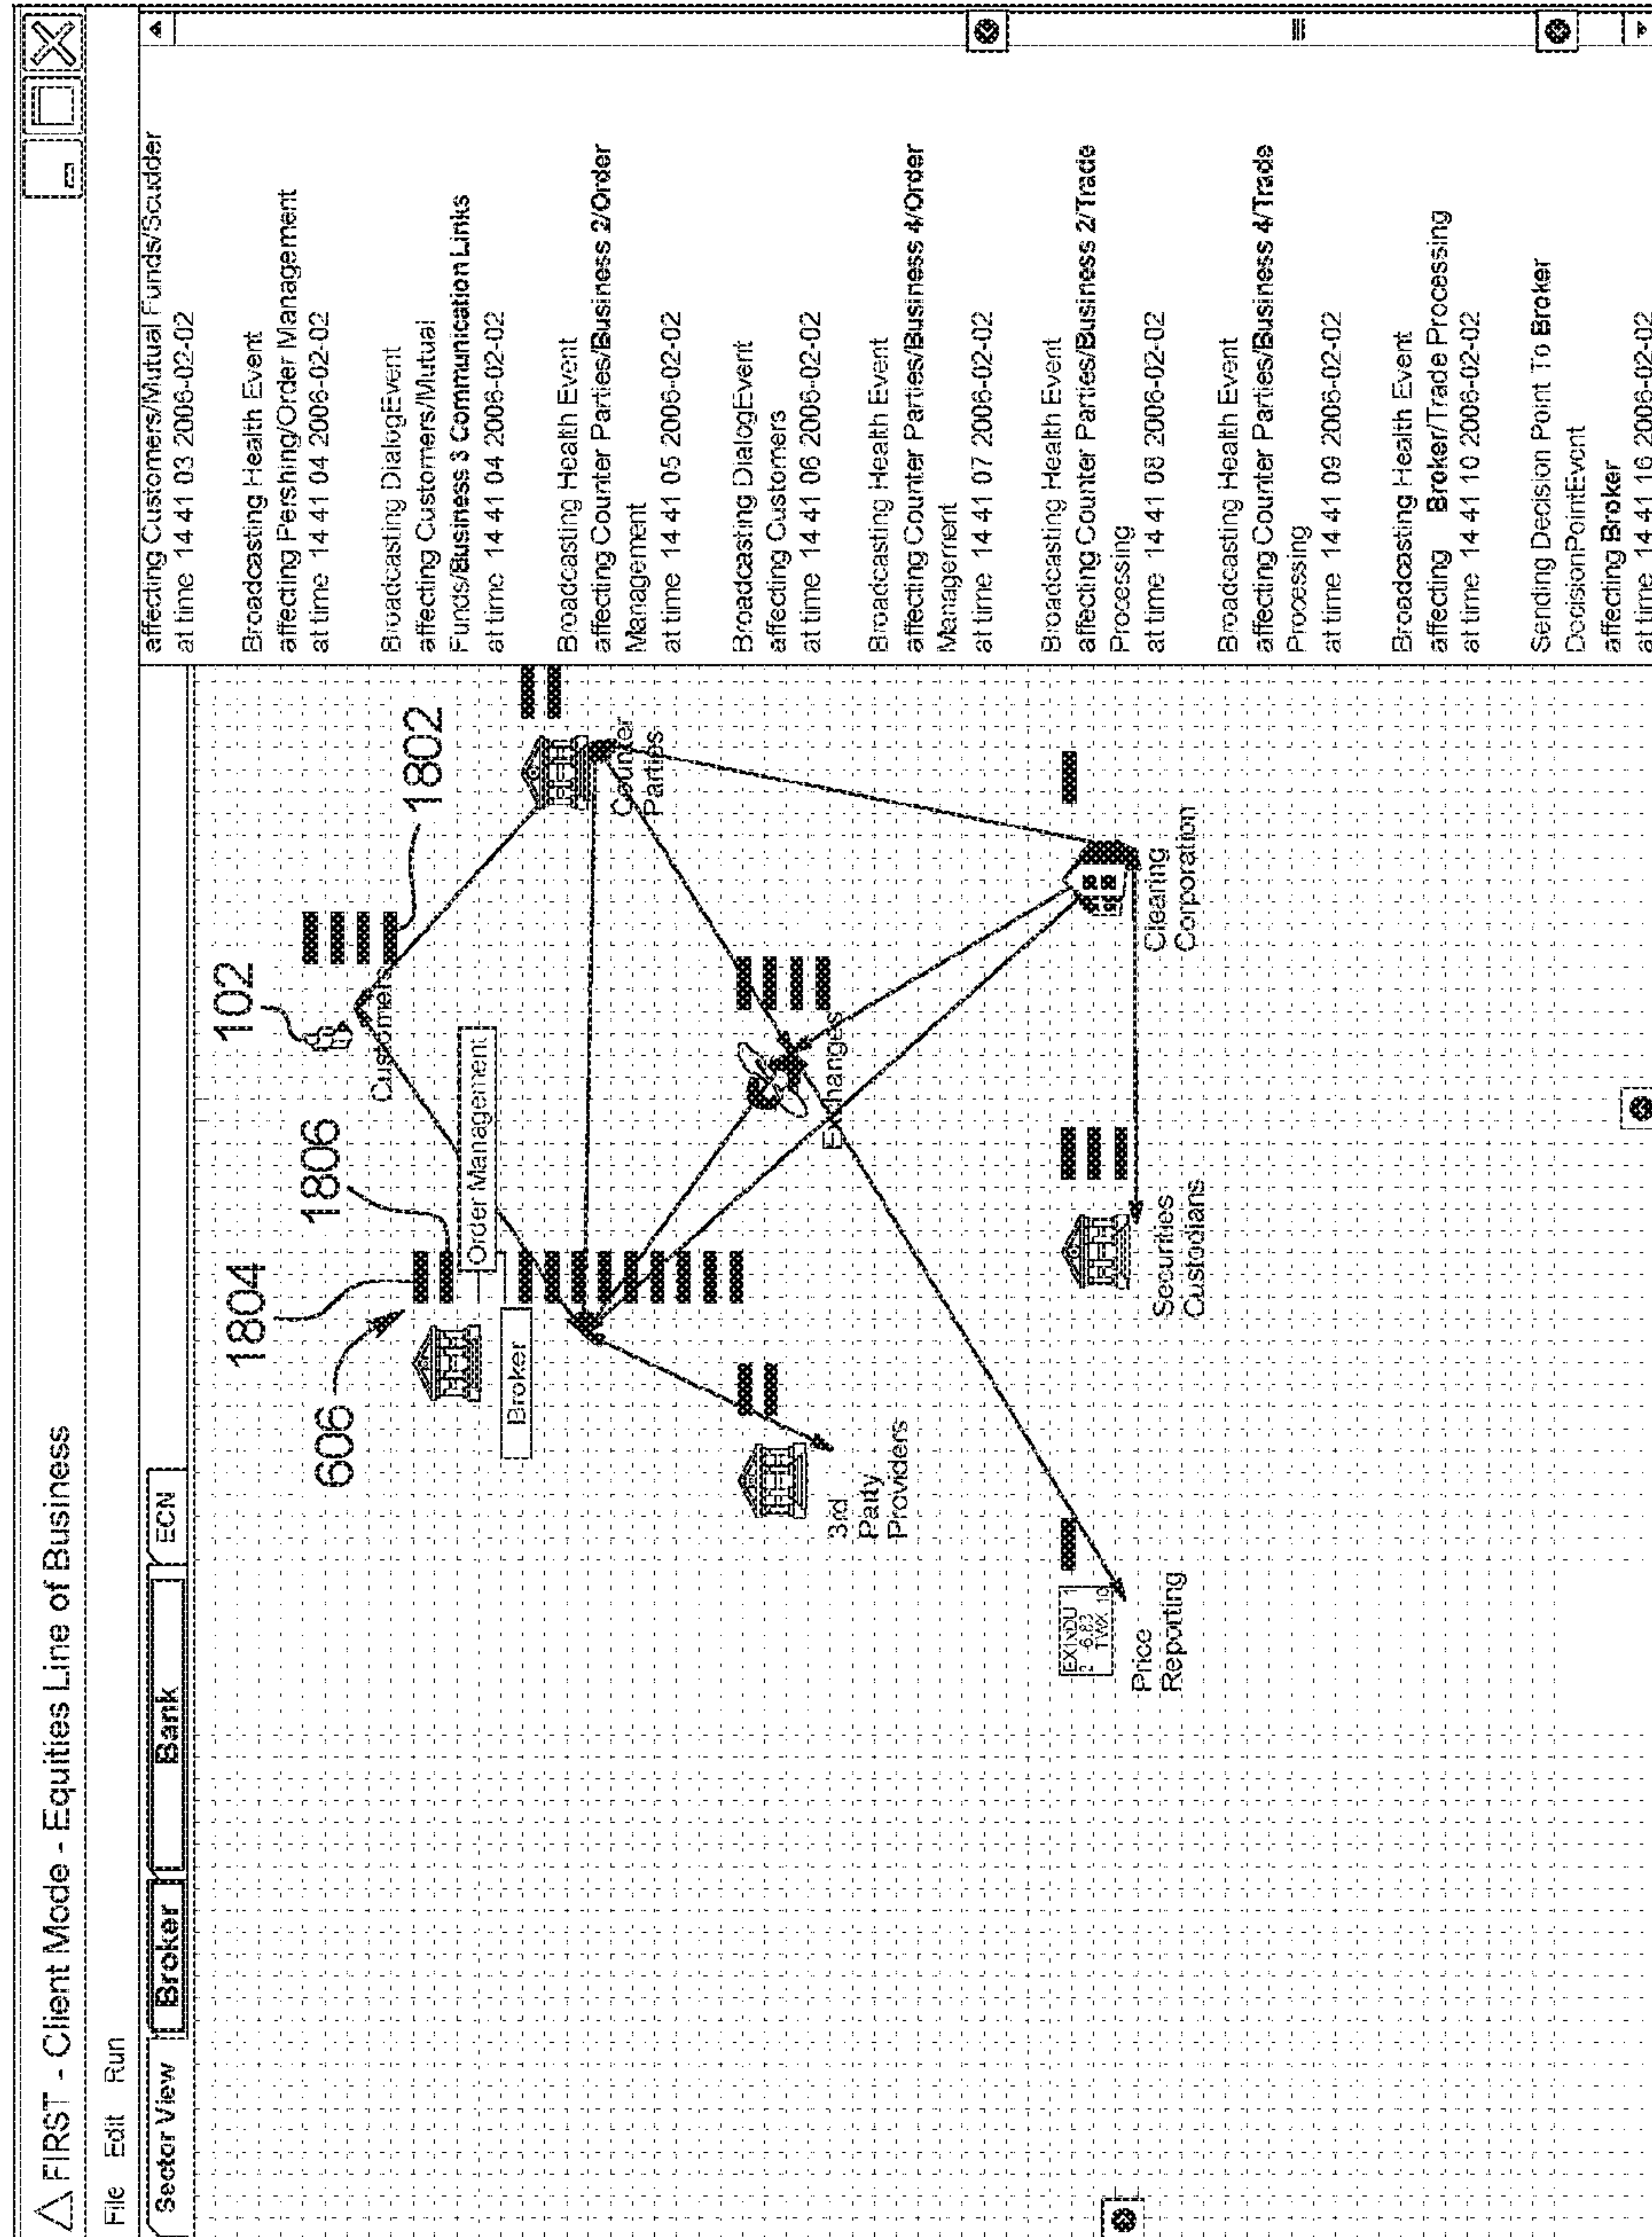 FIRST - Client Mode - Equities Line of Business
File Edit Run
Sector View Broker Bank ECN
102
1806
1804
606
1802
Customers
Order Management
Broker
Counter
Parties
Exchanges
3rd
Party
Providers
Clearing
Corporation
Securities
Custodians
Price
Reporting
affecting Customers/Mutual Funds/Scudder
at time 14 41 03 2006-02-02
Broadcasting Health Event
affecting Pershing/Order Management
at time 14 41 04 2006-02-02
Broadcasting DialogEvent
affecting Customers/Mutual
Funds/Business 3 Communication Links
at time 14 41 04 2006-02-02
Broadcasting Health Event
affecting Counter Parties/Business 2/Order
Management
at time 14 41 05 2006-02-02
Broadcasting DialogEvent
affecting Customers
at time 14 41 06 2006-02-02
Broadcasting Health Event
affecting Counter Parties/Business 4/Order
Management
at time 14 41 07 2006-02-02
Broadcasting Health Event
affecting Counter Parties/Business 2/Trade
Processing
at time 14 41 08 2006-02-02
Broadcasting Health Event
affecting Counter Parties/Business 4/Trade
Processing
at time 14 41 09 2006-02-02
Broadcasting Health Event
affecting Broker/Trade Processing
at time 14 41 10 2006-02-02
Sending Decision Point To Broker
DecisionPointEvent
affecting Broker
at time 14 41 16 2006-02-02